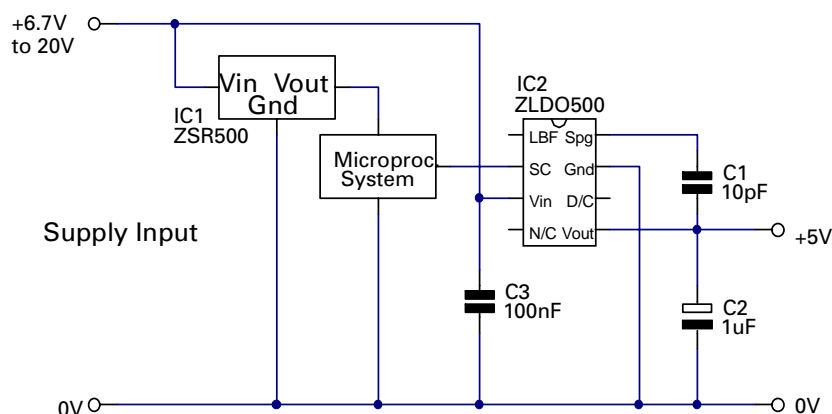 +6.7V
to 20V
Vin Vout
Gnd
IC1
ZSR500
Microproc
System
Supply Input
IC2
ZLDO500
LBF Spg
SC Gnd
Vin D/C
N/C Vout
C1
10pF
+5V
C3
100nF
C2
1uF
0V
0V